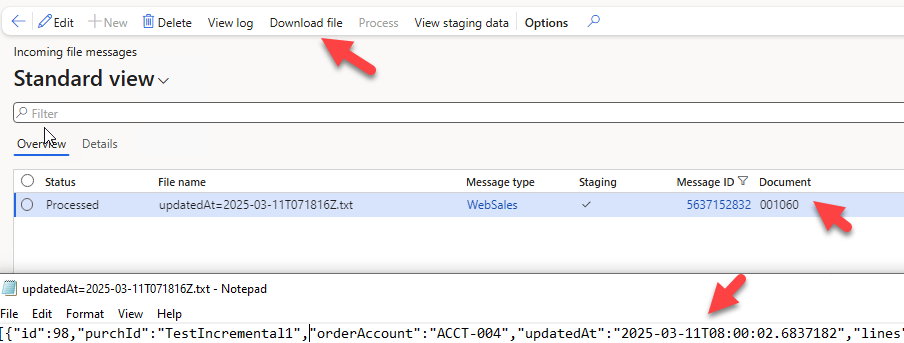 Edit New Delete View log Download file Process View staging data Options
Incoming file messages
Standard view
Filter
Overview Details
Status File name Message type Staging Message ID Document
Processed updatedAt=2025-03-11T071816Z.txt WebSales 5637152832 001060
updatedAt=2025-03-11T071816Z.txt - Notepad
File Edit Format View Help
[{"id":98,"purchId":"TestIncremental1","orderAccount":"ACCT-004","updatedAt":"2025-03-11T08:00:02.6837182","lines"